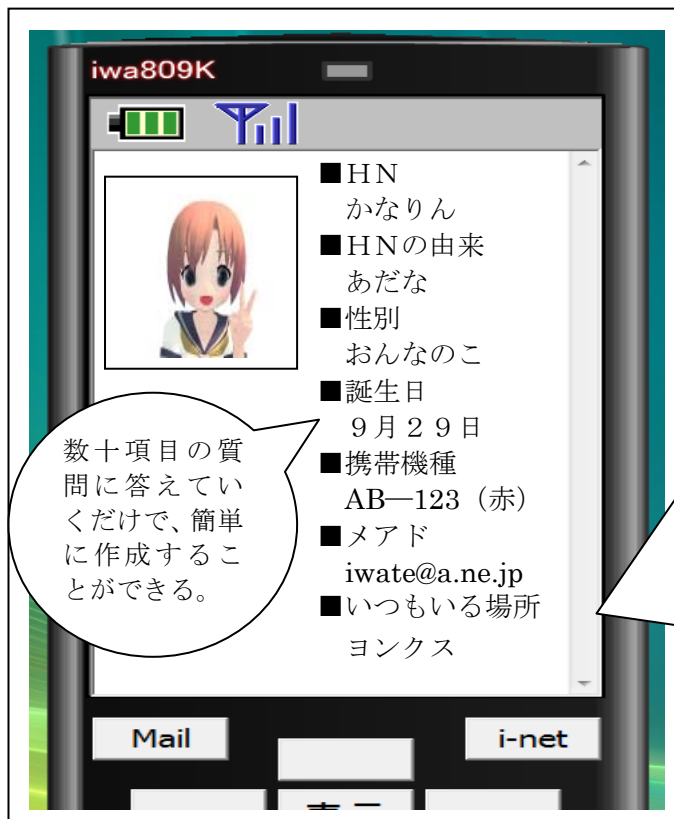 iwa809K
■ＨＮ
かなりん
■ＨＮの由来
あだな
■性別
おんなのこ
■誕生日
９月２９日
■携帯機種
AB―123（赤）
■メアド
iwate@a.ne.jp
■いつもいる場所
ヨンクス
数十項目の質
問に答えてい
くだけで、簡単
に作成するこ
とができる。
Mail
i-net